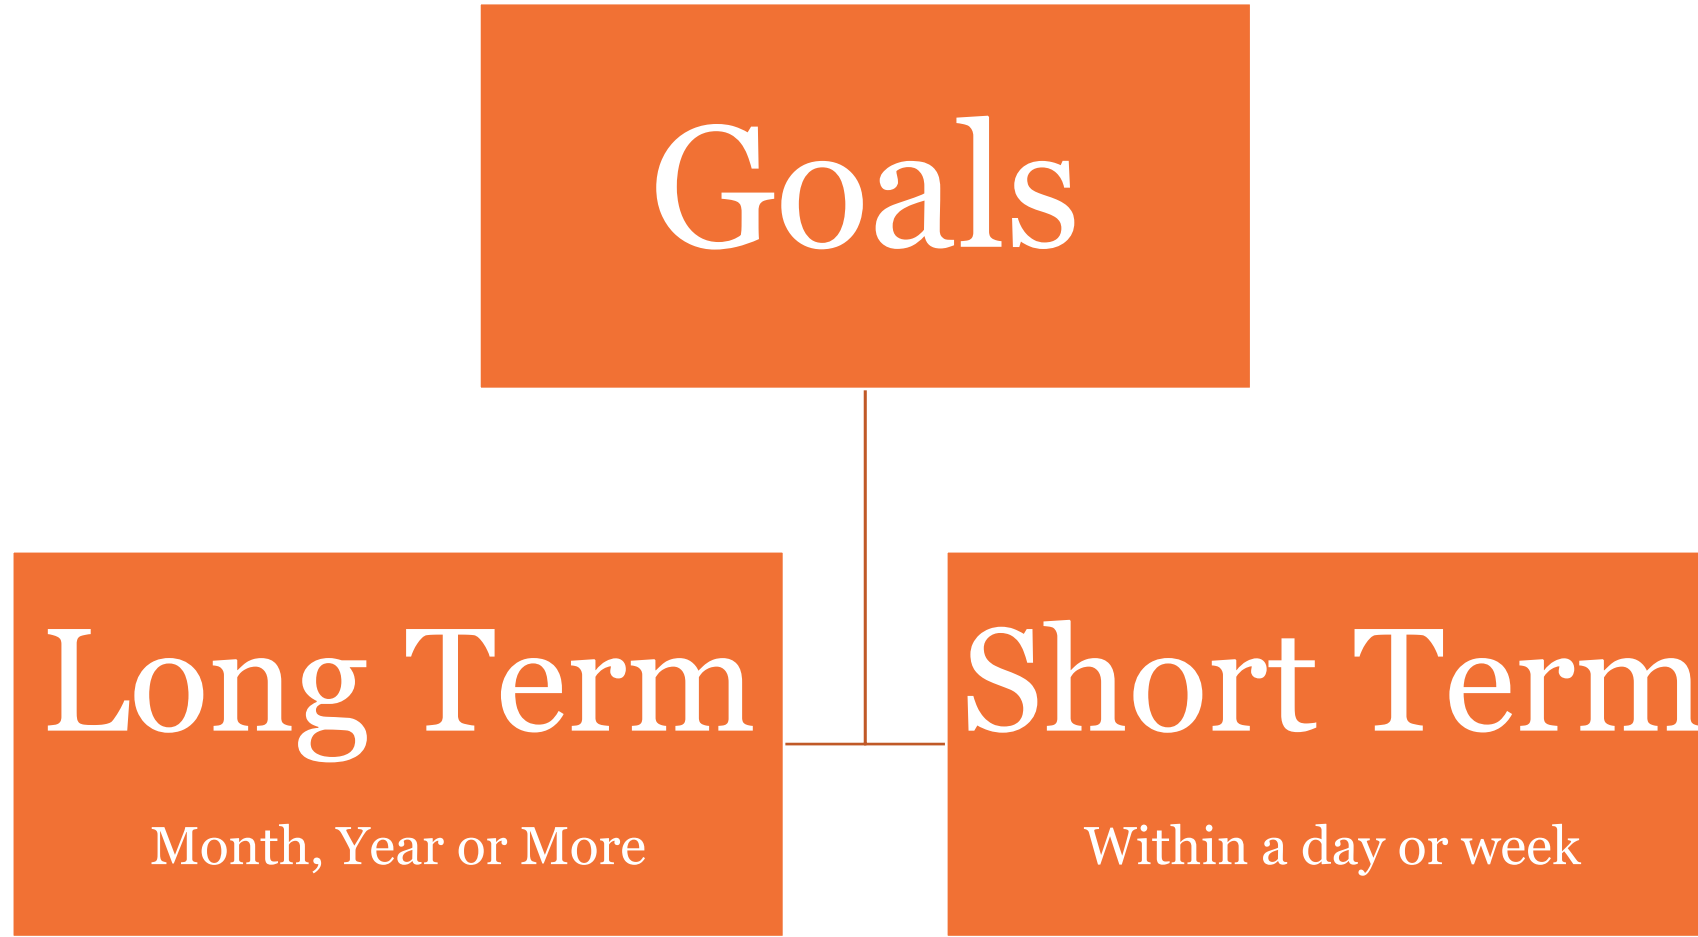 Goals
Long Term
Month, Year or More
Short Term
Within a day or week